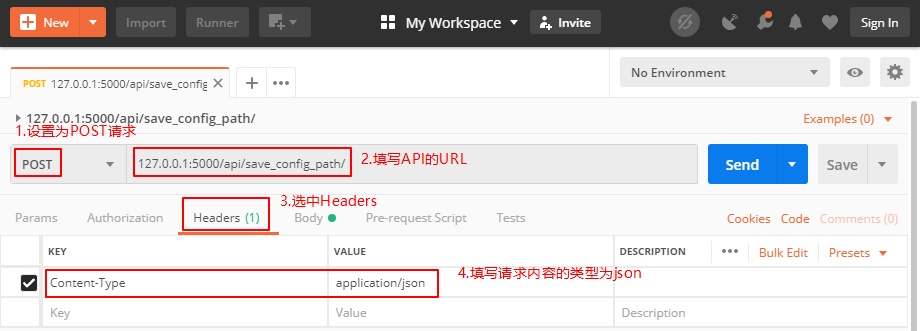 New Import Runner My Workspace Invite Sign In
POST 127.0.0.1:5000/api/save_config No Environment
127.0.0.1:5000/api/save_config_path/ Examples (0)
1.设置为POST请求
POST 127.0.0.1:5000/api/save_config_path/ 2.填写API的URL Send Save
3.选中Headers
Params Authorization Headers (1) Body Pre-request Script Tests Cookies Code Comments (0)
KEY VALUE DESCRIPTION Bulk Edit Presets
Content-Type application/json 4.填写请求内容的类型为json
Key Value Description